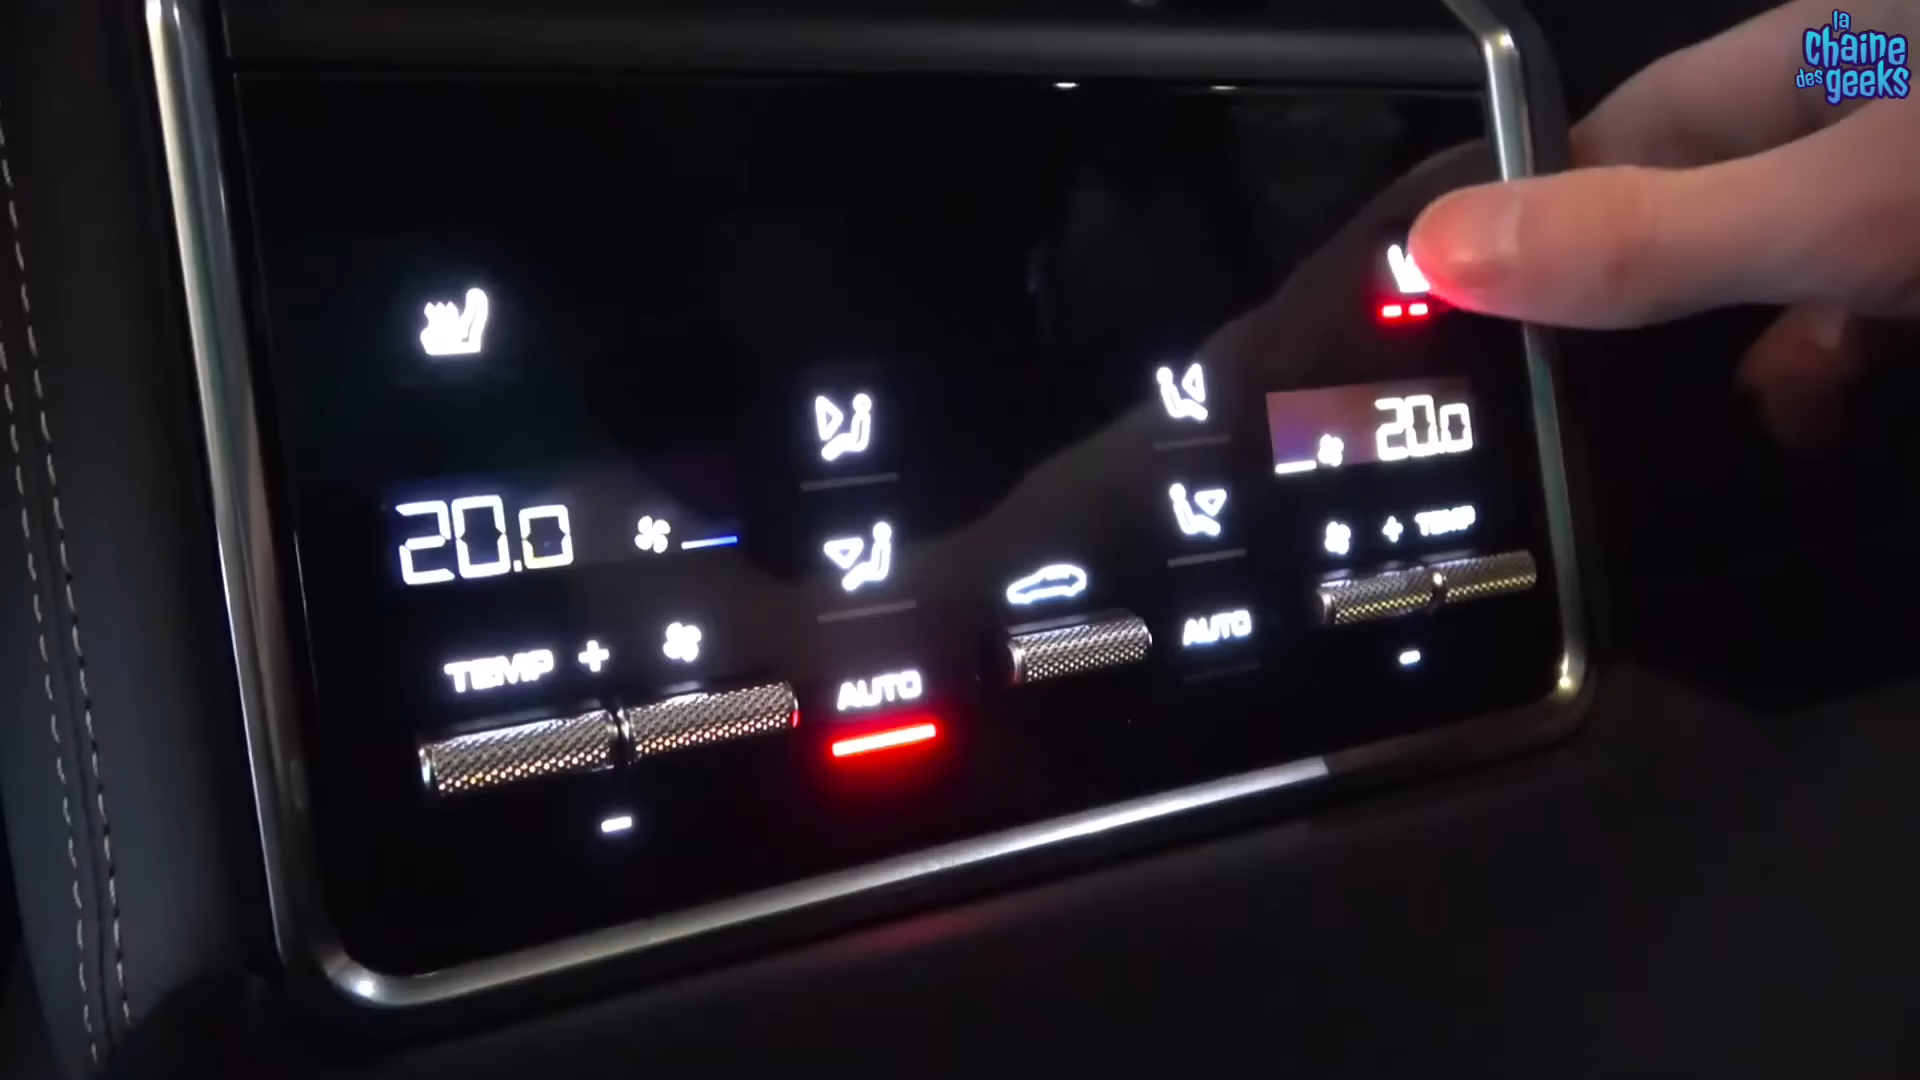 la
chaine
des geeks
20.0
20.0
TEMP +
+ TEMP
AUTO
AUTO